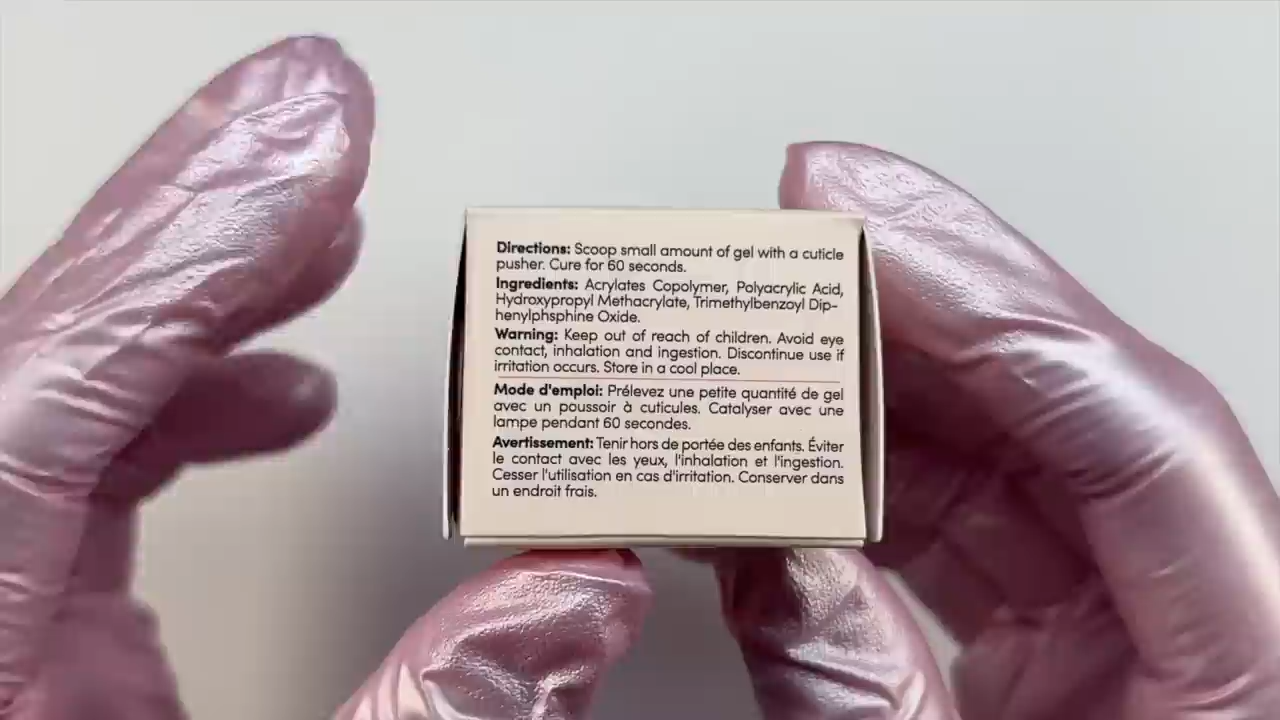 Directions: Scoop small amount of gel with a cuticle
pusher. Cure for 60 seconds.
Ingredients: Acrylates Copolymer, Polyacrylic Acid,
Hydroxypropyl Methacrylate, Trimethylbenzoyl Dip-
henylphsphine Oxide.
Warning: Keep out of reach of children. Avoid eye
contact, inhalation and ingestion. Discontinue use if
irritation occurs. Store in a cool place.
Mode d'emploi: Prélevez une petite quantité de gel
avec un poussoir à cuticules. Catalyser avec une
lampe pendant 60 secondes.
Avertissement: Tenir hors de portée des enfants. Éviter
le contact avec les yeux, l'inhalation et l'ingestion.
Cesser l'utilisation en cas d'irritation. Conserver dans
un endroit frais.